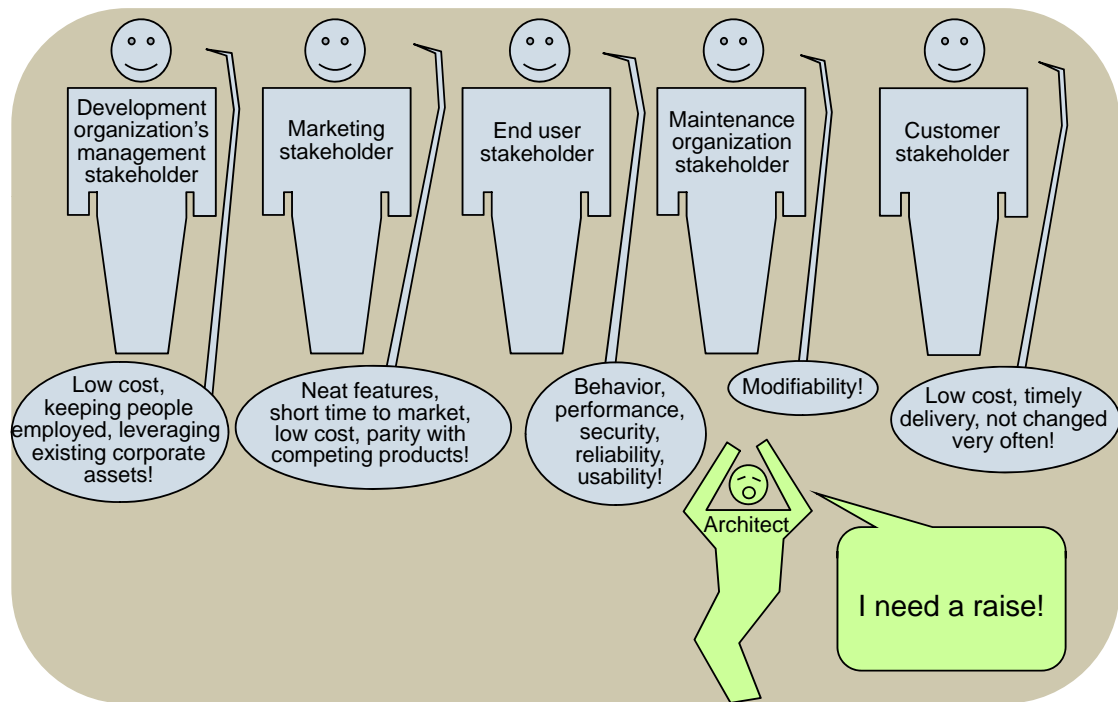 Development
organization's
management
stakeholder
Marketing
stakeholder
End user
stakeholder
Maintenance
organization
stakeholder
Customer
stakeholder
Low cost,
keeping people
employed, leveraging
existing corporate
assets!
Neat features,
short time to market,
low cost, parity with
competing products!
Behavior,
performance,
security,
reliability,
usability!
Modifiability!
Low cost, timely
delivery, not changed
very often!
Architect
I need a raise!